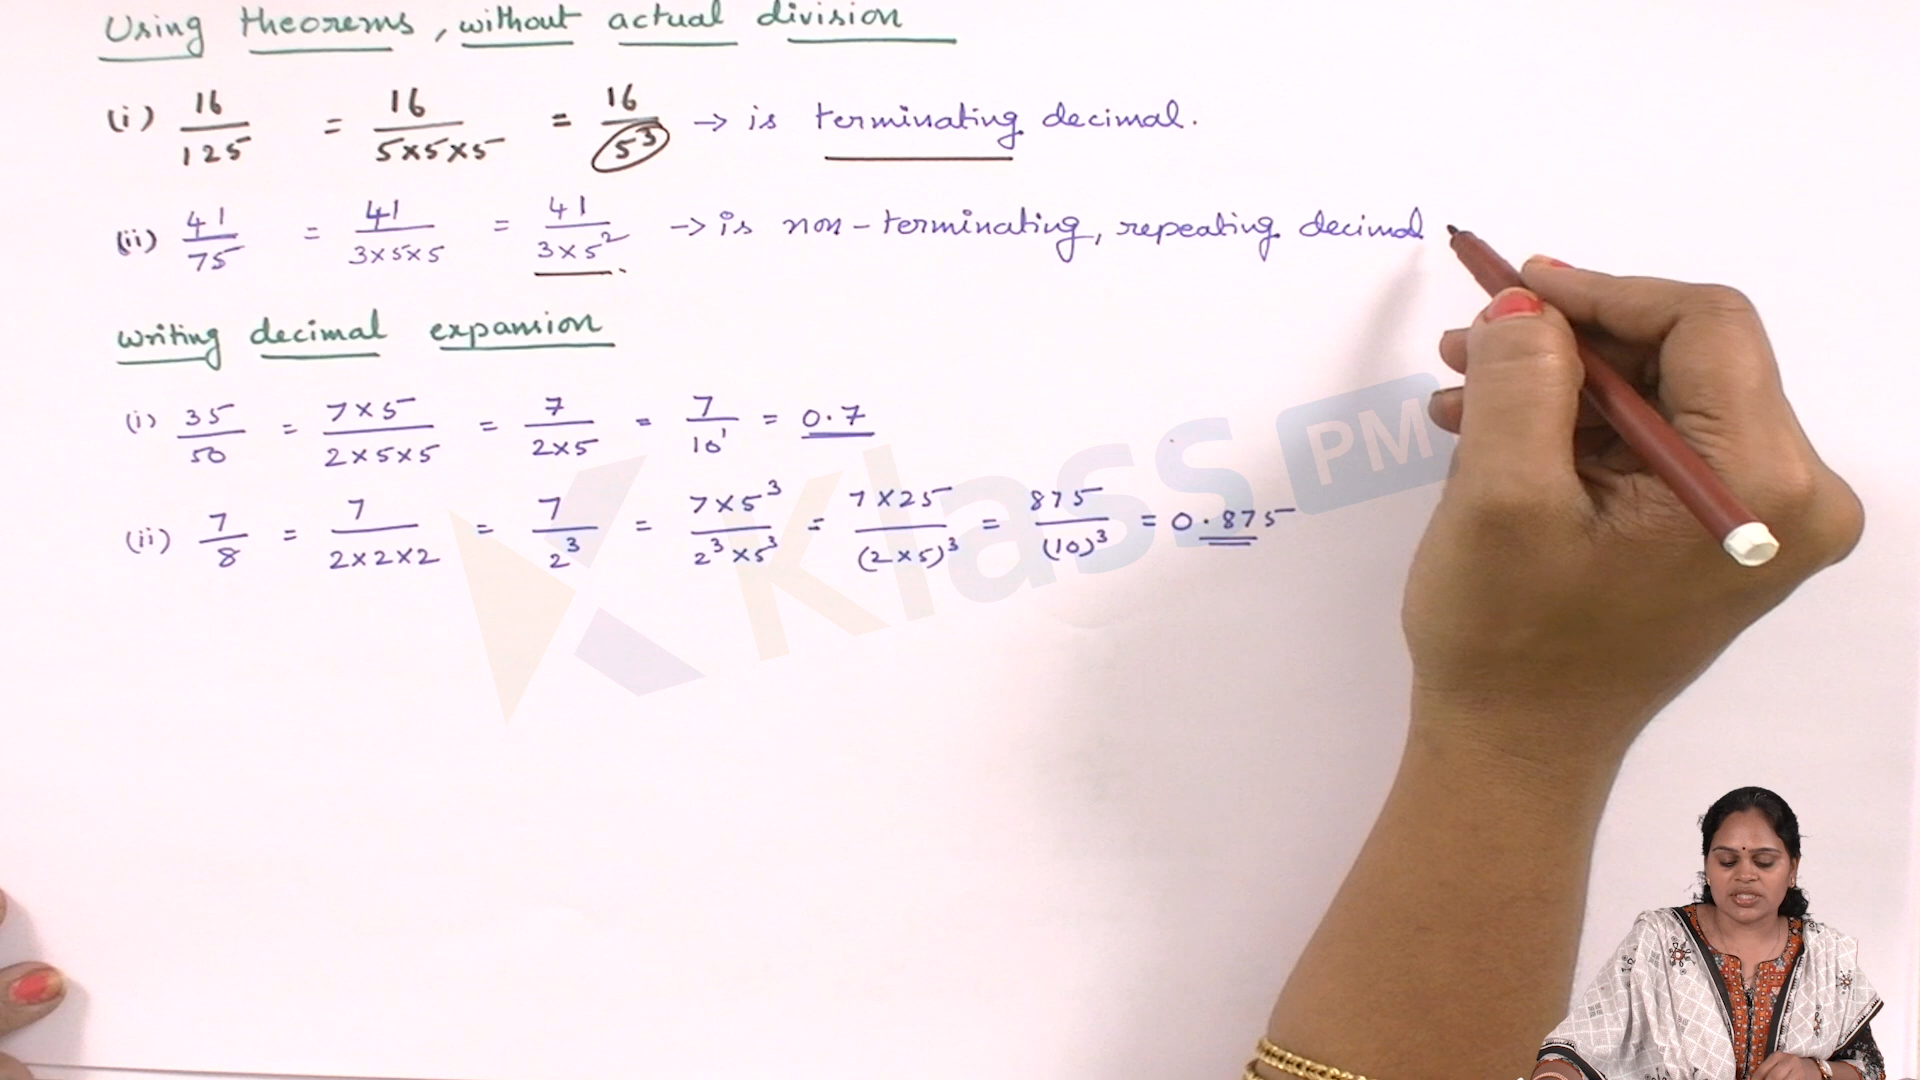 Using theorems, without actual division
(i) 16/125 = 16/5×5×5 = 16/5³ → is terminating decimal.
(ii) 41/75 = 41/3×5×5 = 41/3×5² → is non-terminating, repeating decimal
writing decimal expansion
(i) 35/50 = 7×5/2×5×5 = 7/2×5 = 7/10¹ = 0.7
(ii) 7/8 = 7/2×2×2 = 7/2³ = 7×5³/2³×5³ = 7×25/(2×5)³ = 875/(10)³ = 0.875
Klass PM